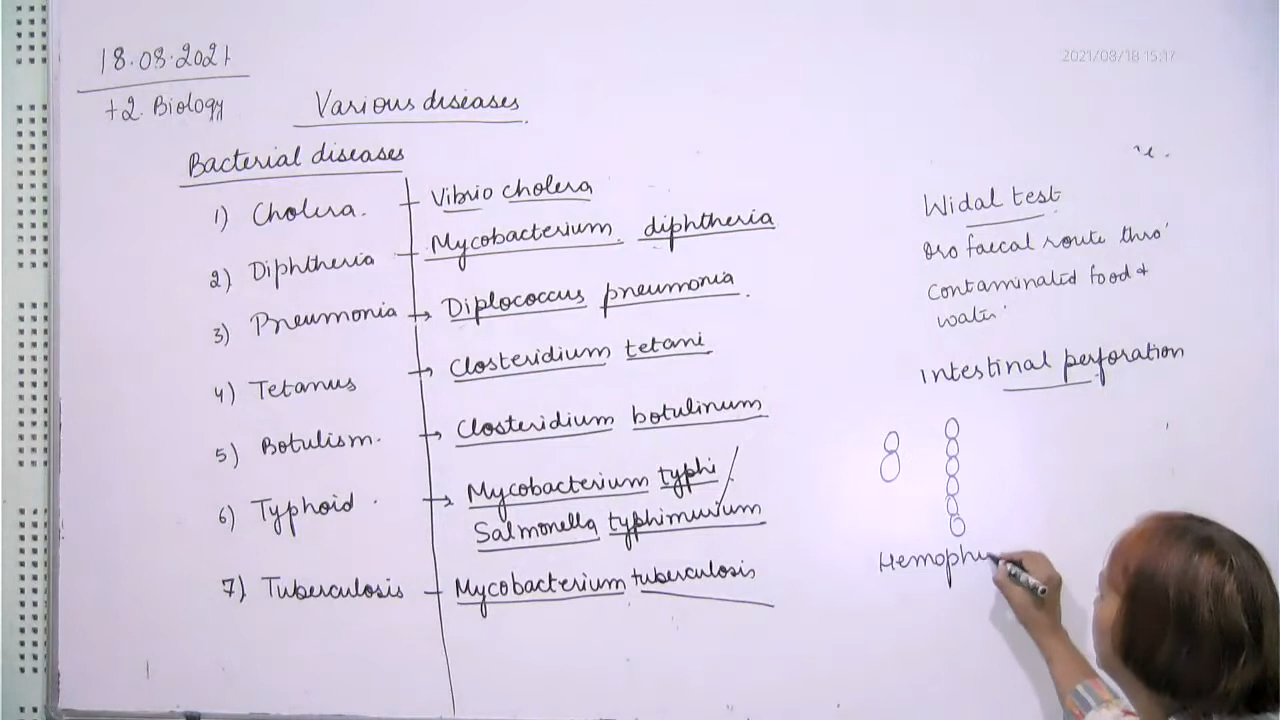 18.08.2021
2021/08/18 15:17
+2. Biology
Various diseases
Bacterial diseases
1) Cholera. Vibrio cholera
2) Diphtheria Mycobacterium diphtheria
3) Pneumonia → Diplococcus pneumonia.
4) Tetanus → Closteridium tetani
5) Botulism. → Closteridium botulinum
6) Typhoid. → Mycobacterium typhi /
Salmonella typhimurium
7) Tuberculosis Mycobacterium tuberculosis
Widal test
Oro faecal route thro'
contaminated food &
water
Intestinal perforation
Hemophi